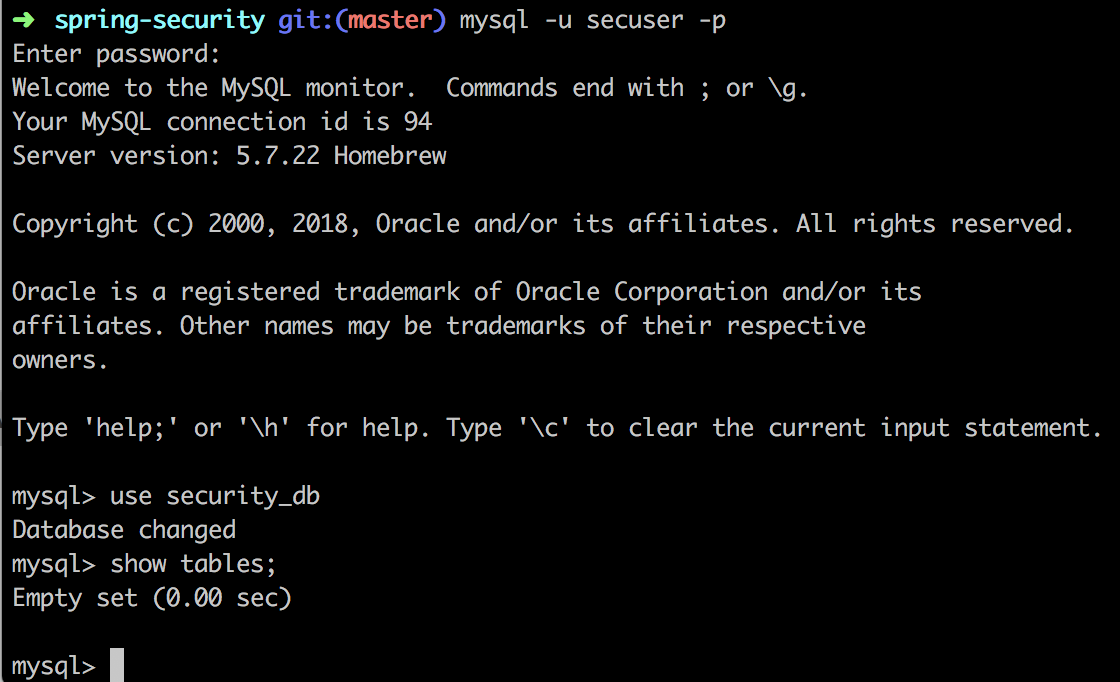 ➜ spring-security git:(master) mysql -u secuser -p
Enter password:
Welcome to the MySQL monitor.  Commands end with ; or \g.
Your MySQL connection id is 94
Server version: 5.7.22 Homebrew
Copyright (c) 2000, 2018, Oracle and/or its affiliates. All rights reserved.
Oracle is a registered trademark of Oracle Corporation and/or its
affiliates. Other names may be trademarks of their respective
owners.
Type 'help;' or '\h' for help. Type '\c' to clear the current input statement.
mysql> use security_db
Database changed
mysql> show tables;
Empty set (0.00 sec)
mysql>